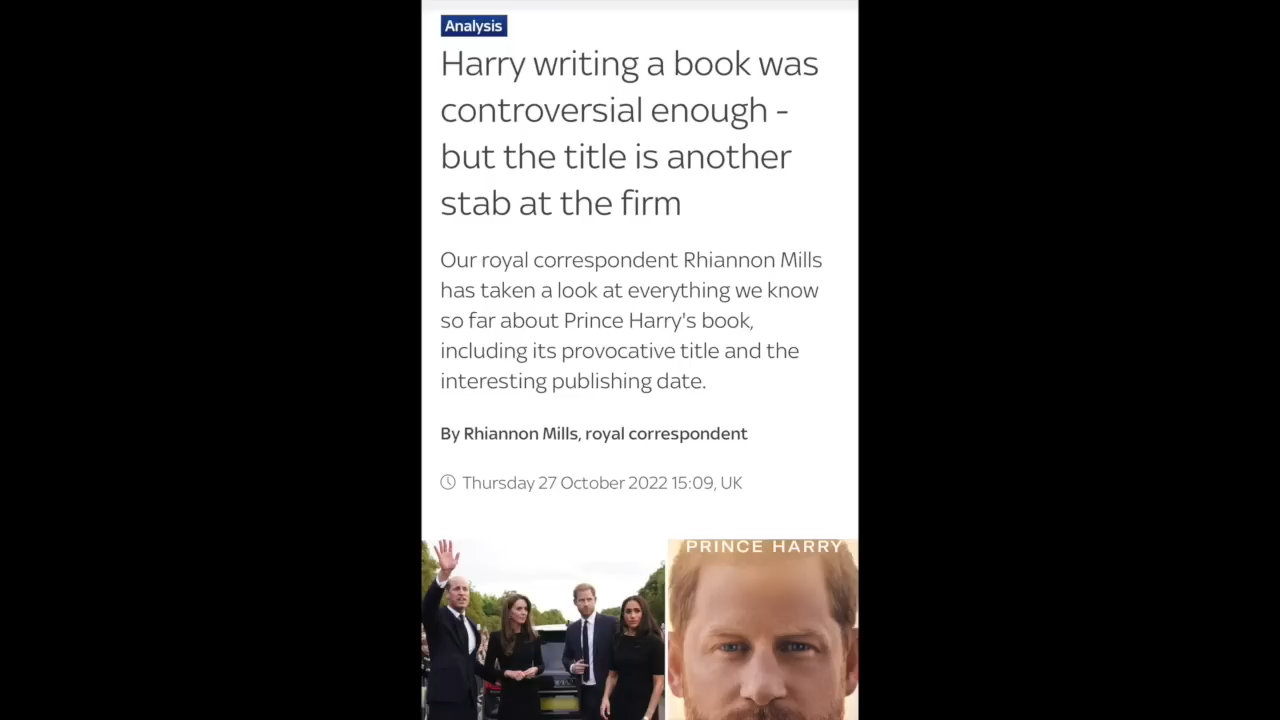 Analysis
Harry writing a book was
controversial enough -
but the title is another
stab at the firm
Our royal correspondent Rhiannon Mills
has taken a look at everything we know
so far about Prince Harry's book,
including its provocative title and the
interesting publishing date.
By Rhiannon Mills, royal correspondent
Thursday 27 October 2022 15:09, UK
PRINCE HARRY